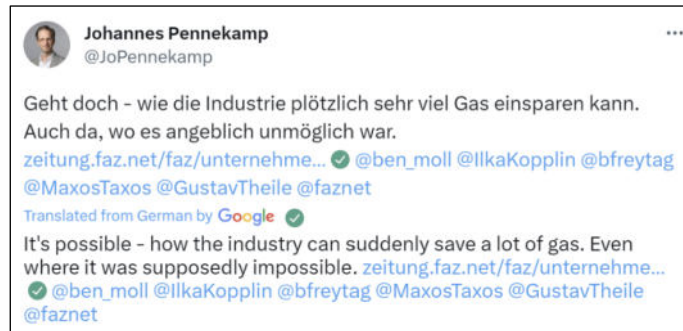 Johannes Pennekamp
@JoPennekamp
Geht doch - wie die Industrie plötzlich sehr viel Gas einsparen kann.
Auch da, wo es angeblich unmöglich war.
zeitung.faz.net/faz/unternehme... @ben_moll @IlkaKopplin @bfreytag
@MaxosTaxos @GustavTheile @faznet
Translated from German by Google
It's possible - how the industry can suddenly save a lot of gas. Even
where it was supposedly impossible. zeitung.faz.net/faz/unternehme...
@ben_moll @IlkaKopplin @bfreytag @MaxosTaxos @GustavTheile
@faznet